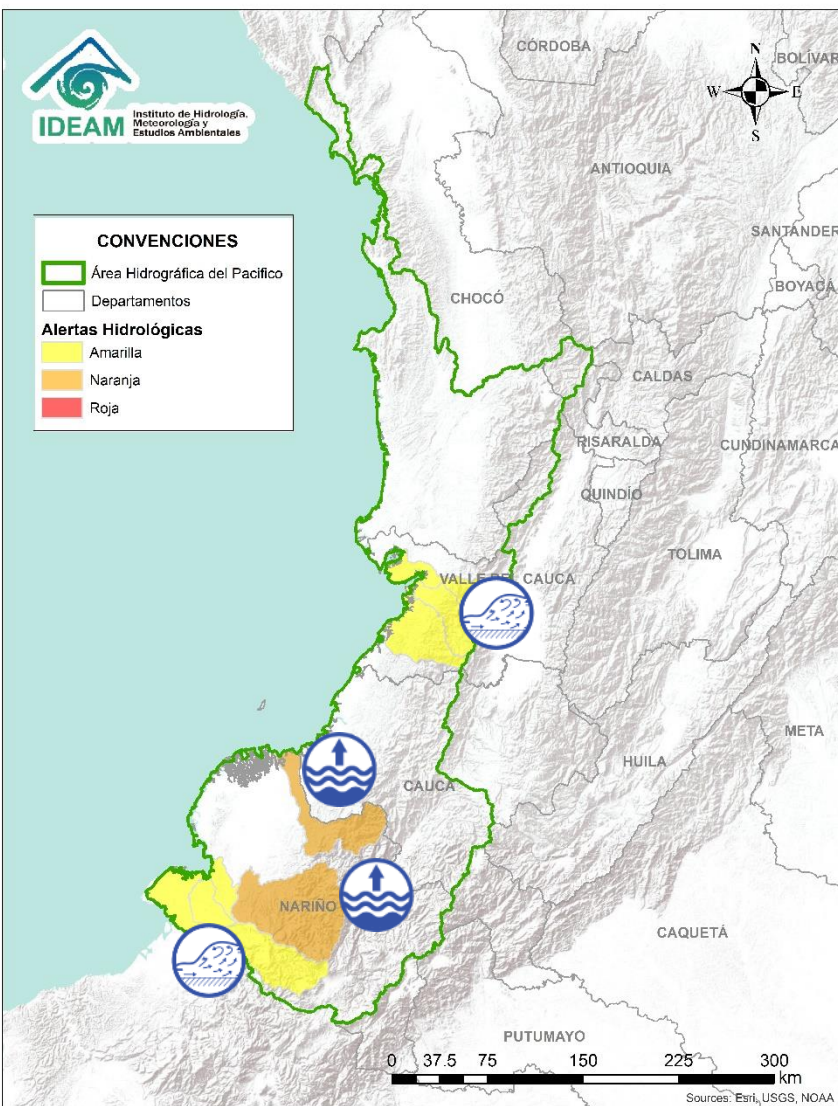 IDEAM
Instituto de Hidrología,
Meteorología y
Estudios Ambientales
CÓRDOBA
BOLÍVAR
N
W E
S
ANTIOQUIA
SANTANDER
BOYACÁ
CONVENCIONES
Área Hidrográfica del Pacifico
Departamentos
Alertas Hidrológicas
Amarilla
Naranja
Roja
CHOCÓ
CALDAS
RISARALDA
CUNDINAMARCA
QUINDÍO
TOLIMA
VALLE DEL CAUCA
META
HUILA
CAUCA
NARIÑO
CAQUETÁ
PUTUMAYO
0 37.5 75 150 225 300
km
Sources: Esri, USGS, NOAA